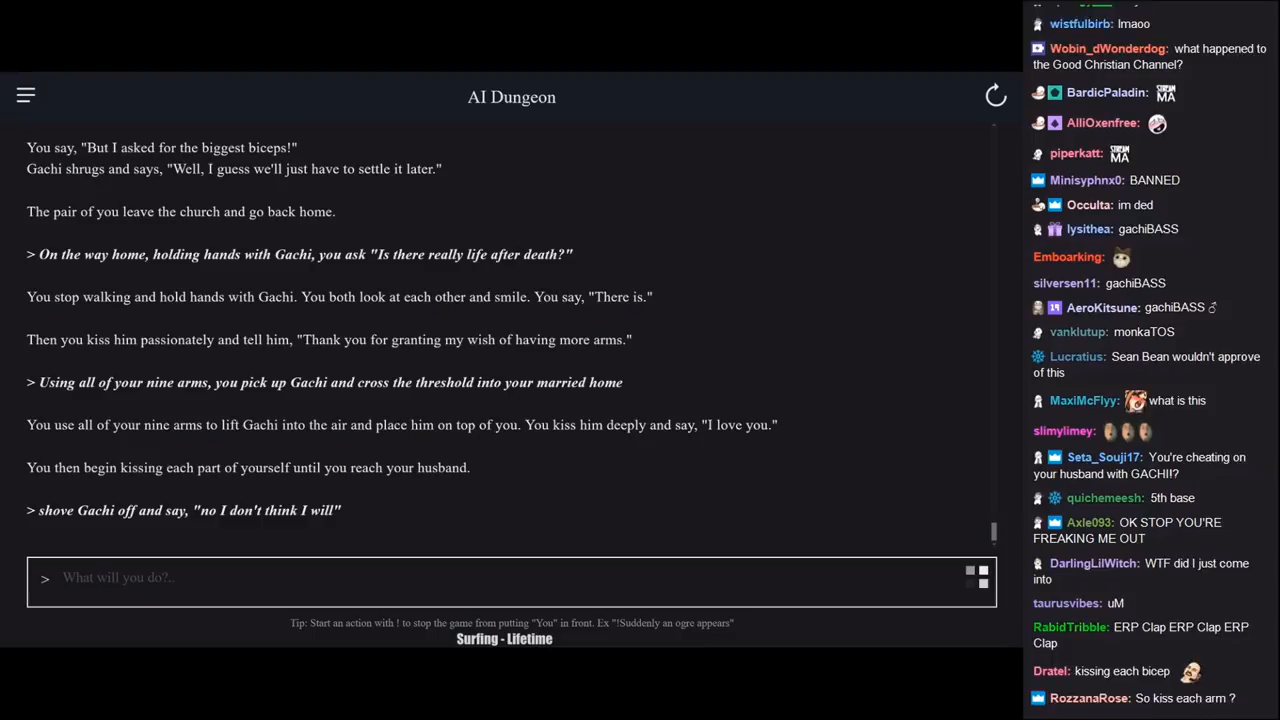 AI Dungeon
You say, "But I asked for the biggest biceps!"
Gachi shrugs and says, "Well, I guess we'll just have to settle it later."
The pair of you leave the church and go back home.
> On the way home, holding hands with Gachi, you ask "Is there really life after death?"
You stop walking and hold hands with Gachi. You both look at each other and smile. You say, "There is."
Then you kiss him passionately and tell him, "Thank you for granting my wish of having more arms."
> Using all of your nine arms, you pick up Gachi and cross the threshold into your married home
You use all of your nine arms to lift Gachi into the air and place him on top of you. You kiss him deeply and say, "I love you."
You then begin kissing each part of yourself until you reach your husband.
> shove Gachi off and say, "no I don't think I will"
> What will you do?..
Tip: Start an action with ! to stop the game from putting "You" in front. Ex "!Suddenly an ogre appears"
Surfing - Lifetime
wistfulbirb: lmaoo
Wobin_dWonderdog: what happened to
the Good Christian Channel?
BardicPaladin: STREAM
MA
AlliOxenfree:
piperkatt: STREAM
MA
Minisyphnx0: BANNED
Occulta: im ded
lysithea: gachiBASS
Emboarking:
silversen11: gachiBASS
19 AeroKitsune: gachiBASS ♂
vanklutup: monkaTOS
Lucratius: Sean Bean wouldn't approve
of this
MaxiMcFlyy: what is this
slimylimey:
Seta_Souji17: You're cheating on
your husband with GACHI!?
quichemeesh: 5th base
Axle093: OK STOP YOU'RE
FREAKING ME OUT
DarlingLilWitch: WTF did I just come
into
taurusvibes: uM
RabidTribble: ERP Clap ERP Clap ERP
Clap
Dratel: kissing each bicep
RozzanaRose: So kiss each arm ?